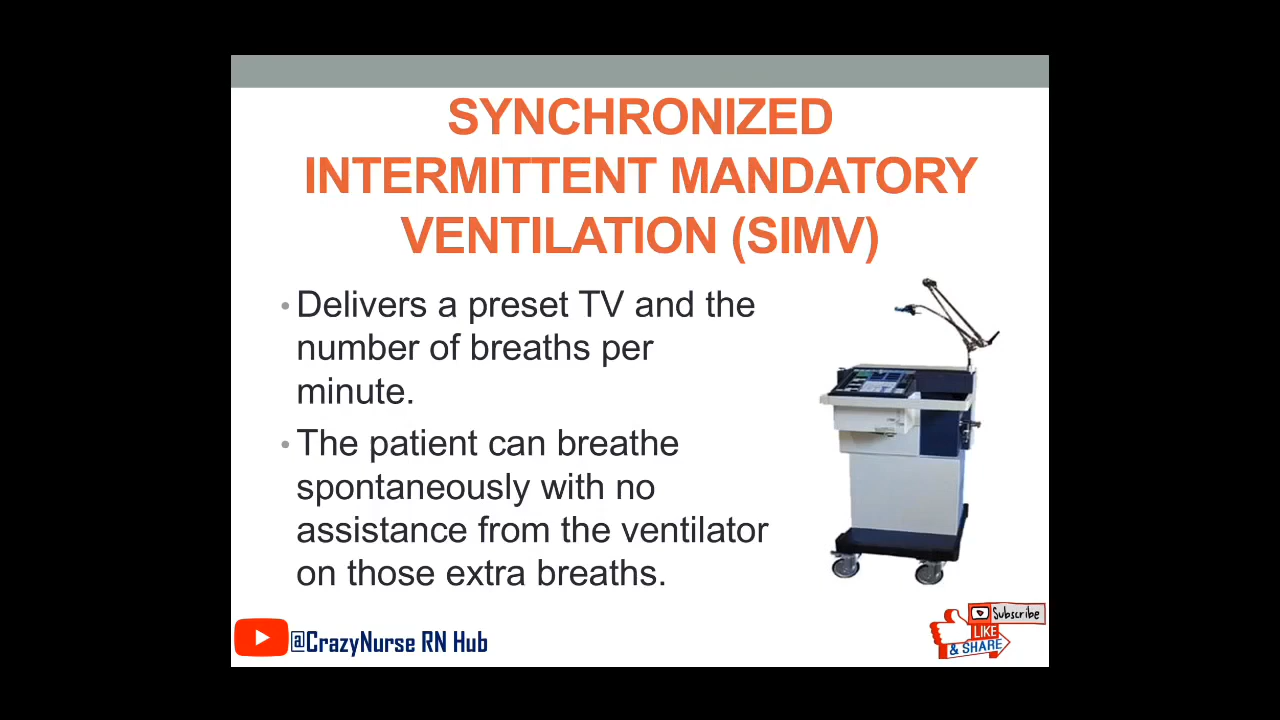 SYNCHRONIZED
INTERMITTENT MANDATORY
VENTILATION (SIMV)
• Delivers a preset TV and the
number of breaths per
minute.
• The patient can breathe
spontaneously with no
assistance from the ventilator
on those extra breaths.
@CrazyNurse RN Hub
Subscribe
LIKE
& SHARE